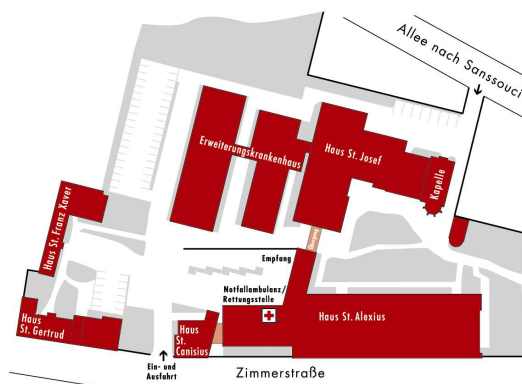 Allee nach Sanssouci
Erweiterungskrankenhaus
Haus St. Josef
Kapelle
Haus St. Franz Xaver
Übergang
Empfang
Notfallambulanz/
Rettungsstelle
Haus St. Alexius
Haus
St. Gertrud
Haus
St.
Canisius
Ein- und
Ausfahrt
Zimmerstraße